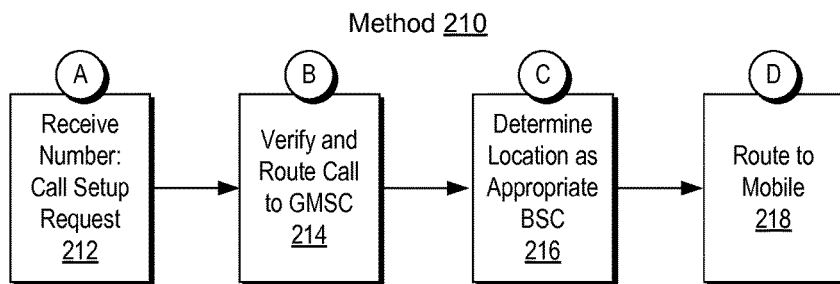 Method 210
A
Receive
Number:
Call Setup
Request
212
B
Verify and
Route Call
to GMSC
214
C
Determine
Location as
Appropriate
BSC
216
D
Route to
Mobile
218